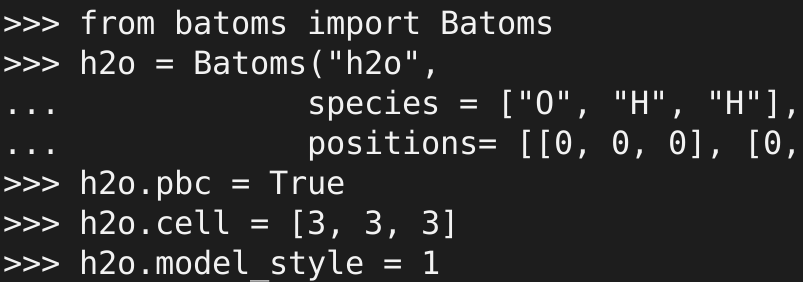 >>> from batoms import Batoms
>>> h2o = Batoms("h2o",
...             species = ["O", "H", "H"],
...             positions= [[0, 0, 0], [0,
>>> h2o.pbc = True
>>> h2o.cell = [3, 3, 3]
>>> h2o.model_style = 1